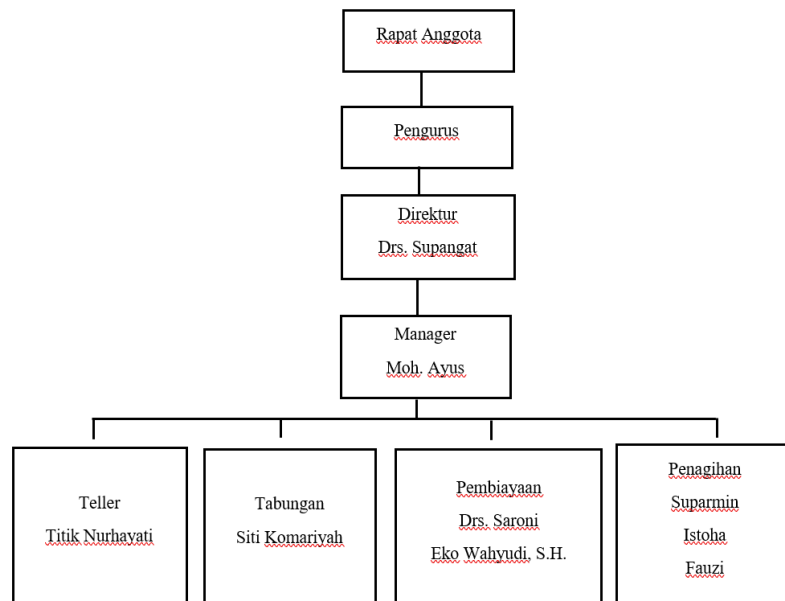 Rapat Anggota
Pengurus
Direktur
Drs. Supangat
Manager
Moh. Ayus
Teller
Titik Nurhayati
Tabungan
Siti Komariyah
Pembiayaan
Drs. Saroni
Eko Wahyudi, S.H.
Penagihan
Suparmin
Istoha
Fauzi